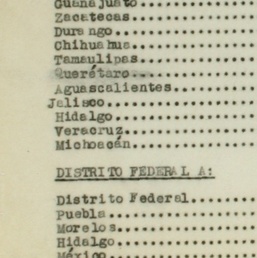 Guanajuato..............
Zacatecas...............
Durango.................
Chihuahua...............
Tamaulipas..............
Querétaro...............
Aguascalientes..........
Jalisco.................
Hidalgo.................
Veracruz................
Michoacán...............
DISTRITO FEDERAL A:
Distrito Federal........
Puebla..................
Morelos.................
Hidalgo.................
México..................